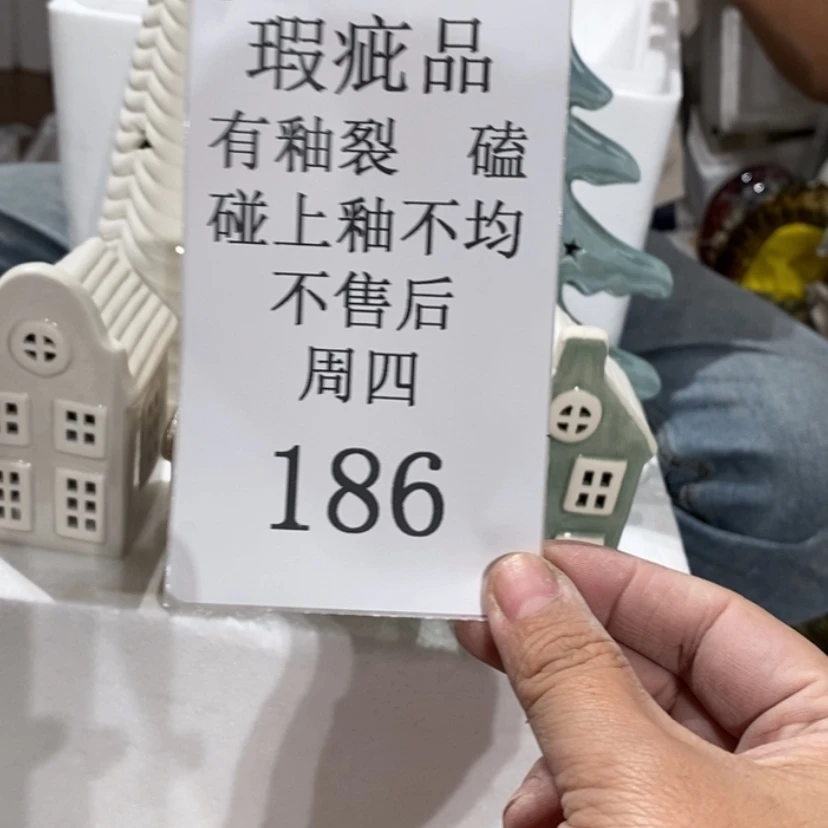 瑕疵品
有釉裂 磕
碰上釉不均
不售后
周四
186